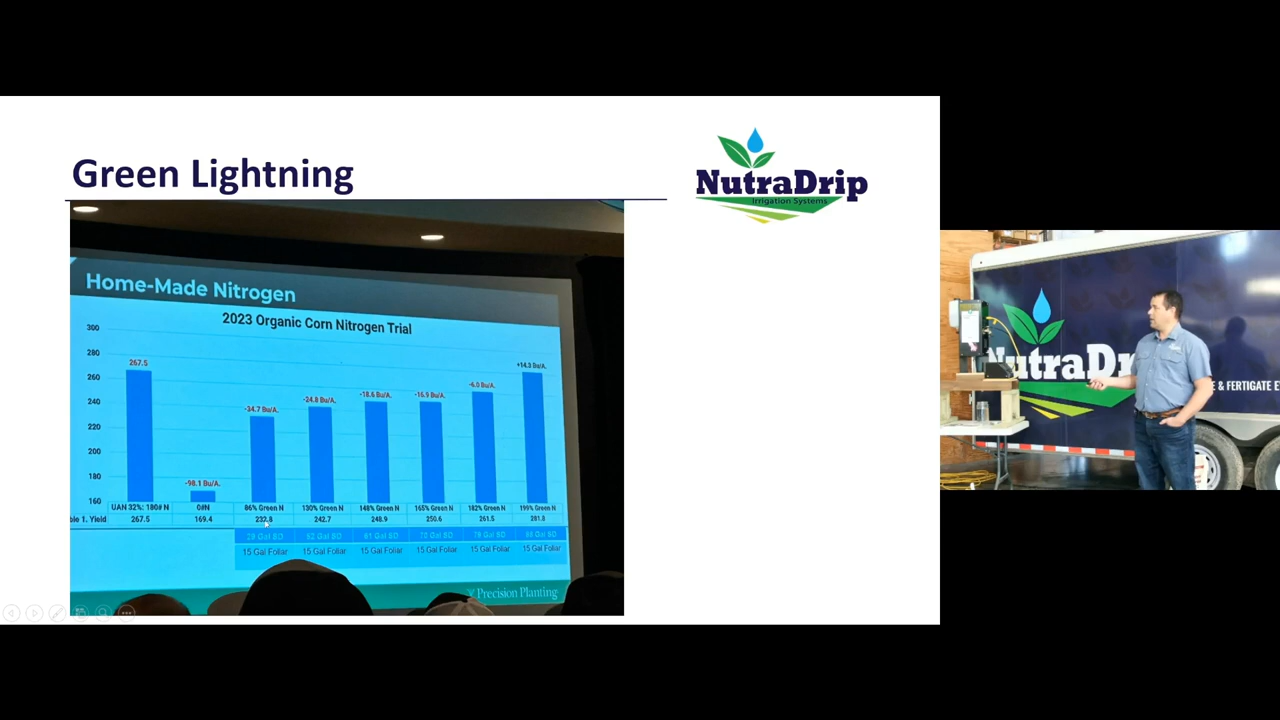 Green Lightning
NutraDrip
Irrigation Systems
Home-Made Nitrogen
2023 Organic Corn Nitrogen Trial
300
280
260
240
220
200
180
160
267.5
-98.1 Bu/A.
-34.7 Bu/A.
-24.8 Bu/A.
-18.6 Bu/A.
-16.9 Bu/A.
-6.0 Bu/A.
+14.3 Bu/A.
UAN 32%: 180# N 0#N 86% Green N 130% Green N 148% Green N 165% Green N 182% Green N 199% Green N
ble 1. Yield 267.5 169.4 232.8 242.7 248.9 250.6 261.5 281.8
15 Gal Foliar 15 Gal Foliar 15 Gal Foliar 15 Gal Foliar 15 Gal Foliar 15 Gal Foliar
Precision Planting
NutraDr
E & FERTIGATE E